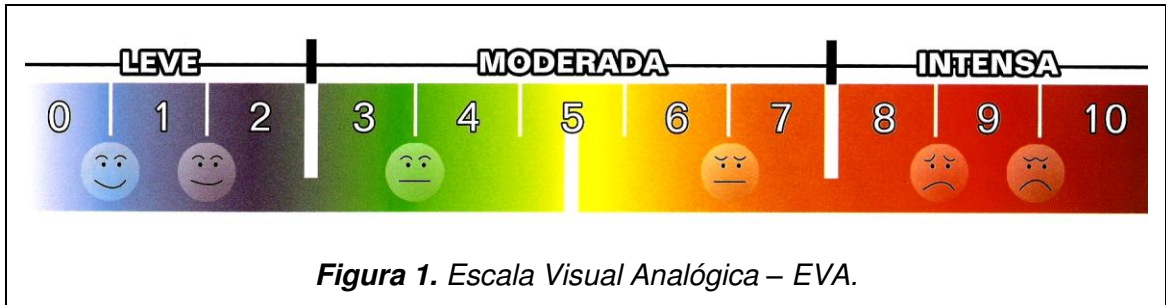 LEVE MODERADA INTENSA
0 1 2 3 4 5 6 7 8 9 10
Figura 1. Escala Visual Analógica – EVA.